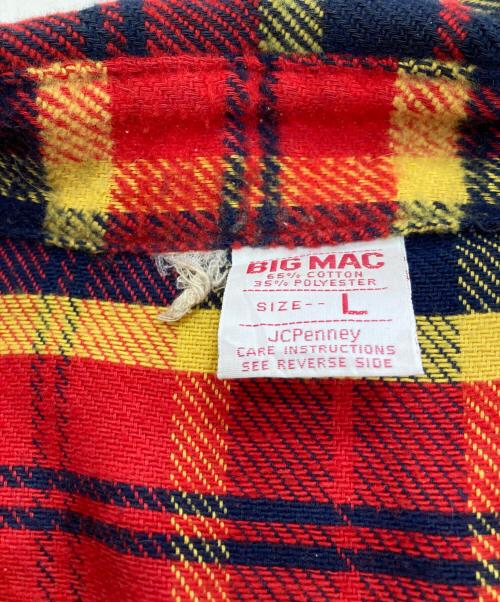 BIG MAC
65% COTTON
35% POLYESTER
SIZE-- L
JCPenney
CARE INSTRUCTIONS
SEE REVERSE SIDE